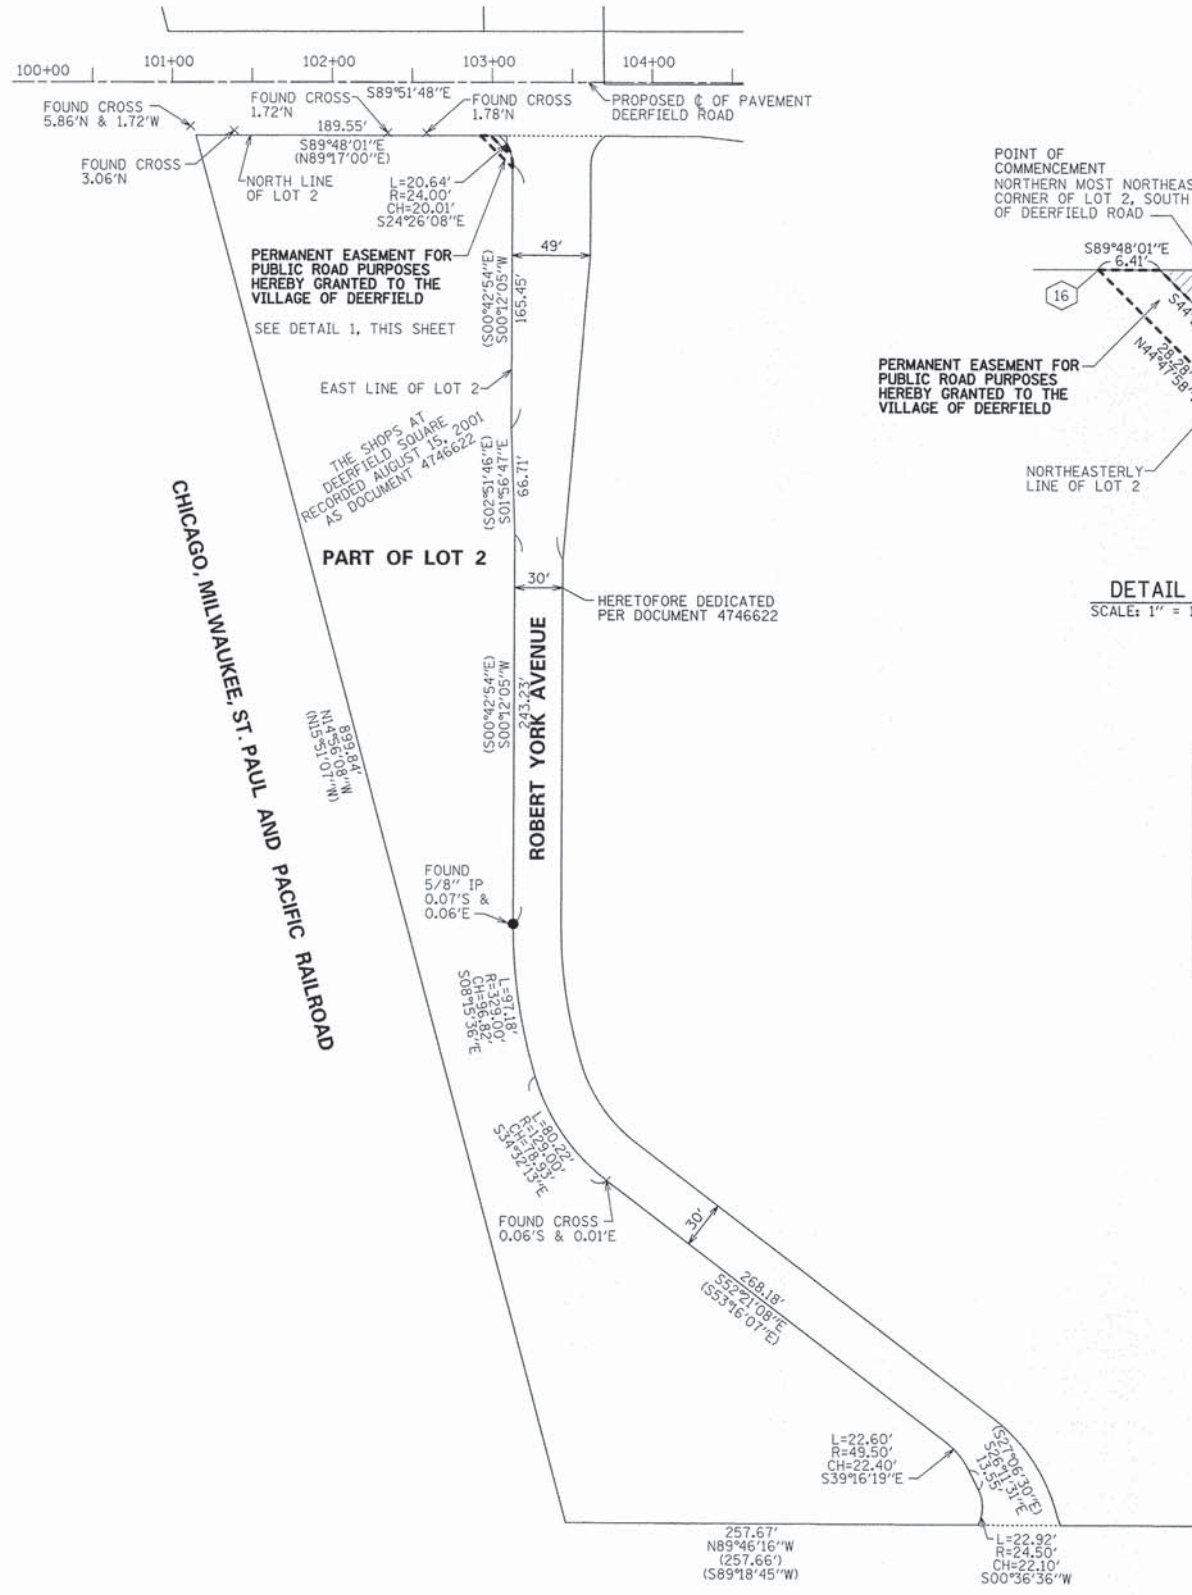 100+00
101+00
102+00
103+00
104+00
S89°51'48"E
FOUND CROSS
5.86'N & 1.72'W
FOUND CROSS
1.72'N
FOUND CROSS
1.78'N
PROPOSED ℄ OF PAVEMENT
DEERFIELD ROAD
189.55'
S89°48'01"E
(N89°17'00"E)
FOUND CROSS
3.06'N
NORTH LINE
OF LOT 2
L=20.64'
R=24.00'
CH=20.01'
S24°26'08"E
PERMANENT EASEMENT FOR
PUBLIC ROAD PURPOSES
HEREBY GRANTED TO THE
VILLAGE OF DEERFIELD
SEE DETAIL 1, THIS SHEET
49'
(S00°42'54"E)
S00°12'05"W
165.45'
EAST LINE OF LOT 2
THE SHOPS AT
DEERFIELD SQUARE
RECORDED AUGUST 15, 2001
AS DOCUMENT 4746622
(S02°51'46"E)
S01°56'47"E
66.71'
PART OF LOT 2
30'
HERETOFORE DEDICATED
PER DOCUMENT 4746622
CHICAGO, MILWAUKEE, ST. PAUL AND PACIFIC RAILROAD
ROBERT YORK AVENUE
(S00°42'54"E)
S00°12'05"W
243.23'
899.84'
N14°56'08"W
(N15°51'07"W)
FOUND
5/8" IP
0.07'S &
0.06'E
L=97.18'
R=329.00'
CH=96.82'
S08°15'36"E
L=80.22'
R=129.00'
CH=78.93'
S34°32'13"E
FOUND CROSS
0.06'S & 0.01'E
30'
268.18'
S52°21'08"E
(S53°16'07"E)
L=22.60'
R=49.50'
CH=22.40'
S39°16'19"E
(S27°06'30"E)
S26°11'31"E
13.55'
257.67'
N89°46'16"W
(257.66')
(S89°18'45"W)
L=22.92'
R=24.50'
CH=22.10'
S00°36'36"W
POINT OF
COMMENCEMENT
NORTHERN MOST NORTHEAS
CORNER OF LOT 2, SOUTH
OF DEERFIELD ROAD
S89°48'01"E
6.41'
16
S44°
28.28'
N44°47'58"
PERMANENT EASEMENT FOR
PUBLIC ROAD PURPOSES
HEREBY GRANTED TO THE
VILLAGE OF DEERFIELD
NORTHEASTERLY
LINE OF LOT 2
DETAIL
SCALE: 1" = 1